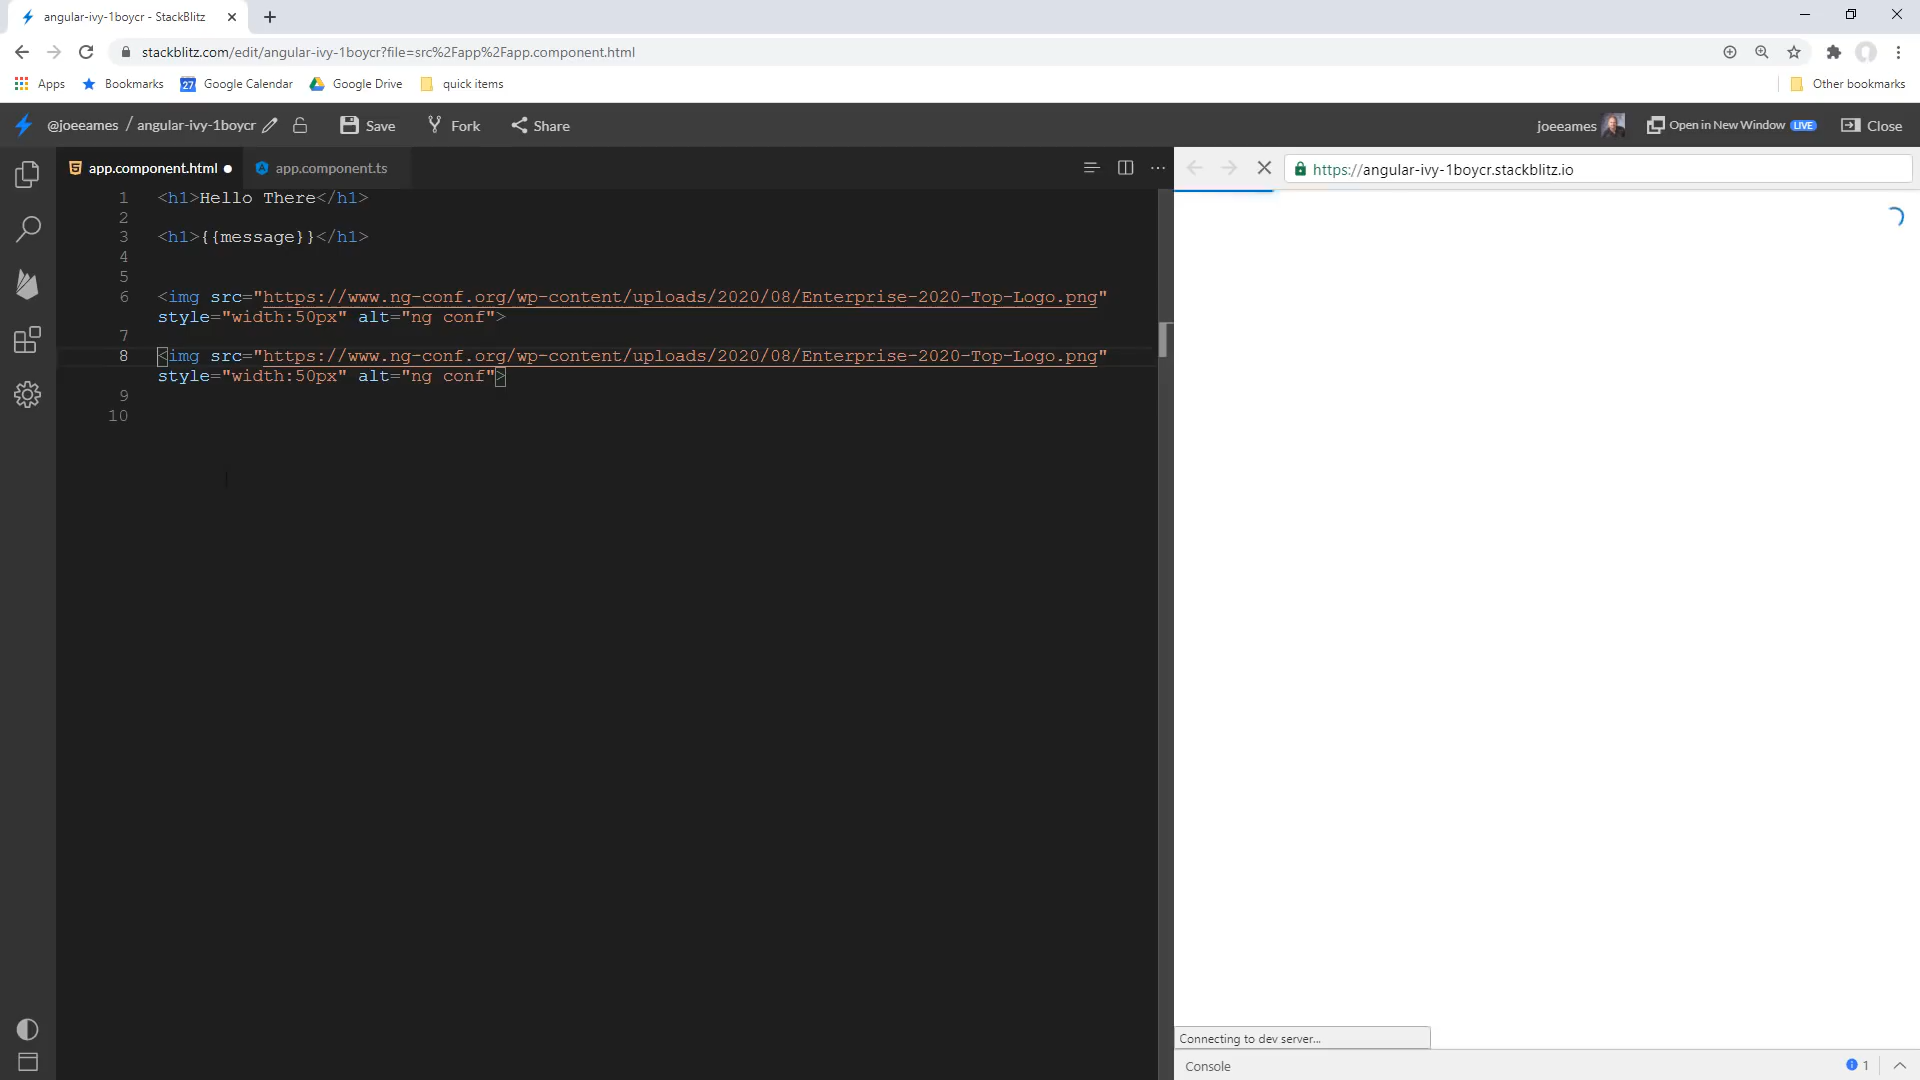 angular-ivy-1boycr - StackBlitz
stackblitz.com/edit/angular-ivy-1boycr?file=src%2Fapp%2Fapp.component.html
Apps Bookmarks 27 Google Calendar Google Drive quick items Other bookmarks
@joeeames / angular-ivy-1boycr Save Fork Share joeeames Open in New Window LIVE Close
app.component.html app.component.ts
https://angular-ivy-1boycr.stackblitz.io
1 <h1>Hello There</h1>
2
3 <h1>{{message}}</h1>
4
5
6 <img src="https://www.ng-conf.org/wp-content/uploads/2020/08/Enterprise-2020-Top-Logo.png"
style="width:50px" alt="ng conf">
7
8 <img src="https://www.ng-conf.org/wp-content/uploads/2020/08/Enterprise-2020-Top-Logo.png"
style="width:50px" alt="ng conf">
9
10
Connecting to dev server...
Console 1